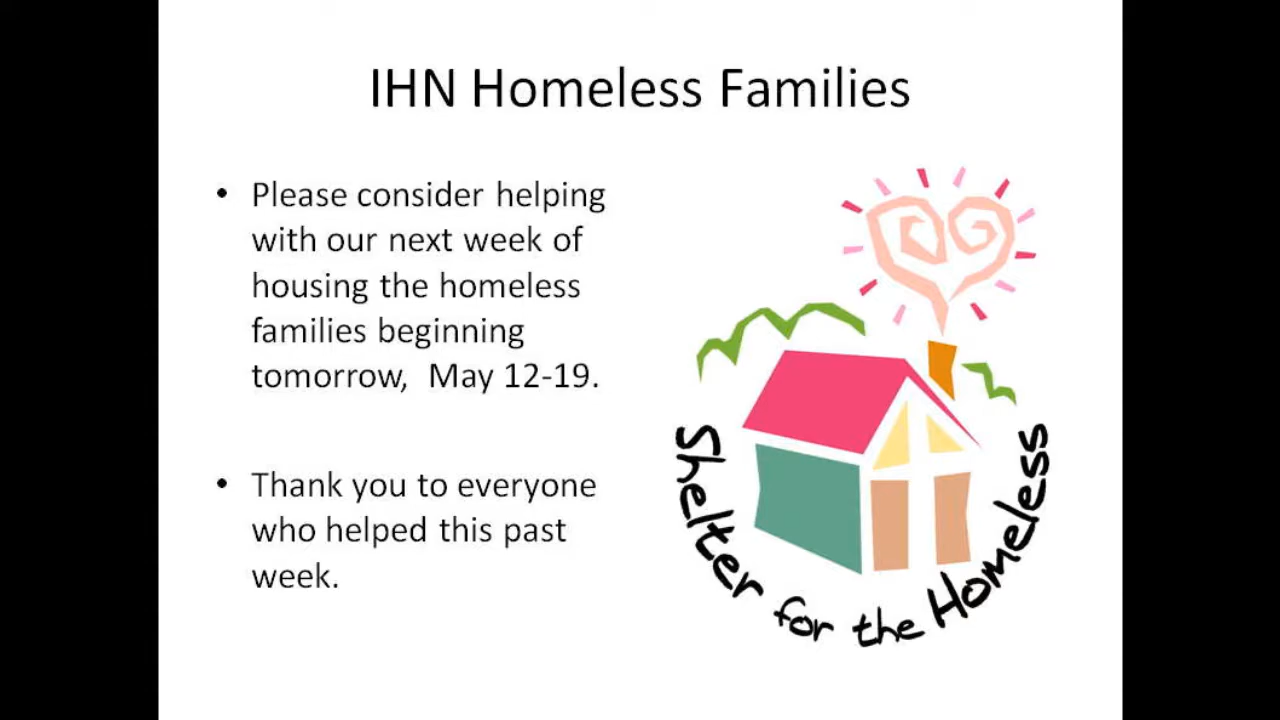 IHN Homeless Families
• Please consider helping
with our next week of
housing the homeless
families beginning
tomorrow,  May 12-19.
• Thank you to everyone
who helped this past
week.
Shelter for the Homeless